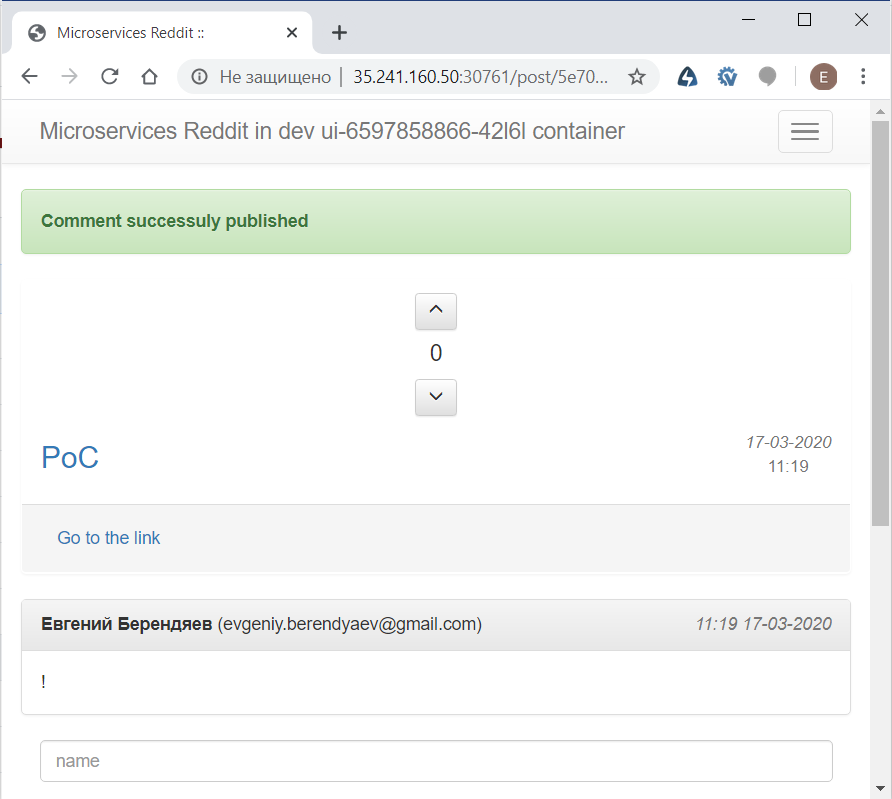 Microservices Reddit ::
Не защищено
35.241.160.50:30761/post/5e70...
E
Microservices Reddit in dev ui-6597858866-42l6l container
Comment successuly published
0
PoC
17-03-2020
11:19
Go to the link
Евгений Берендяев (evgeniy.berendyaev@gmail.com)
11:19 17-03-2020
!
name